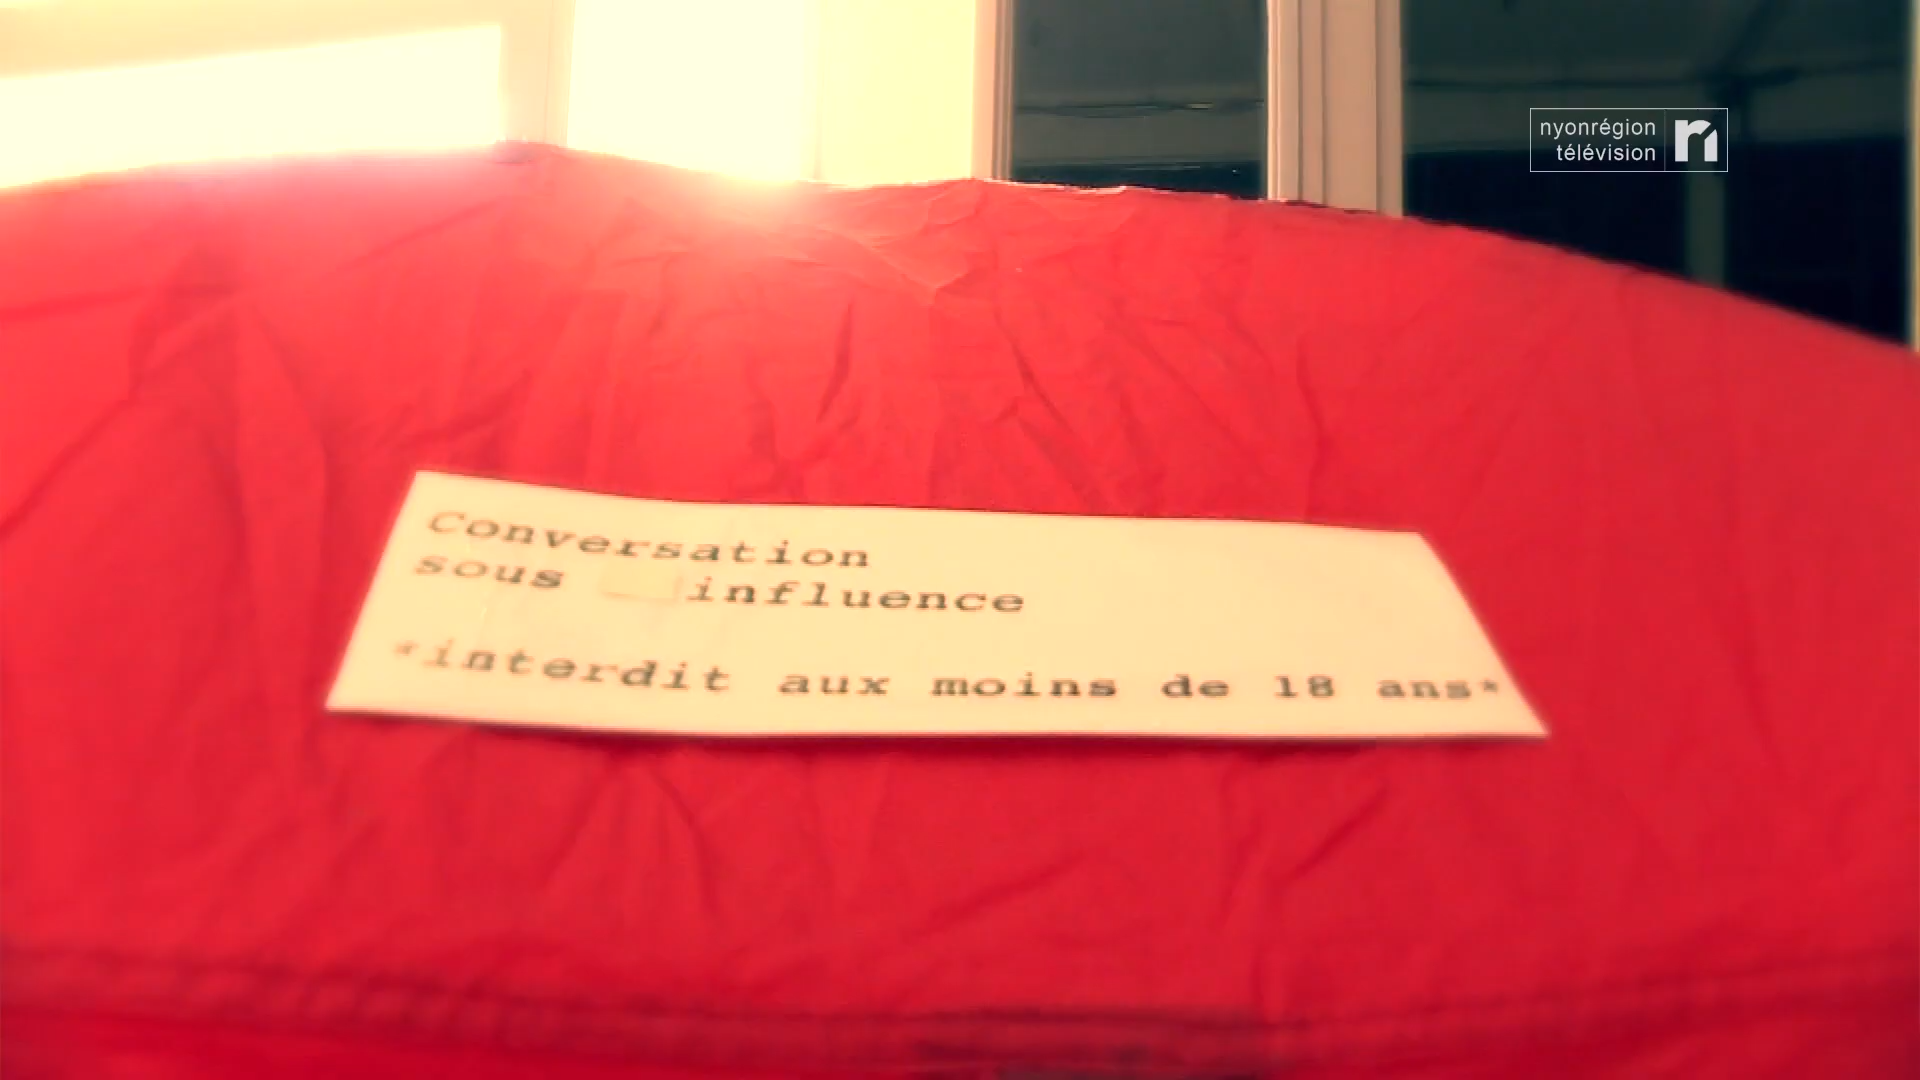 nyonrégion
télévision
Conversation
sous influence
*interdit aux moins de 18 ans*